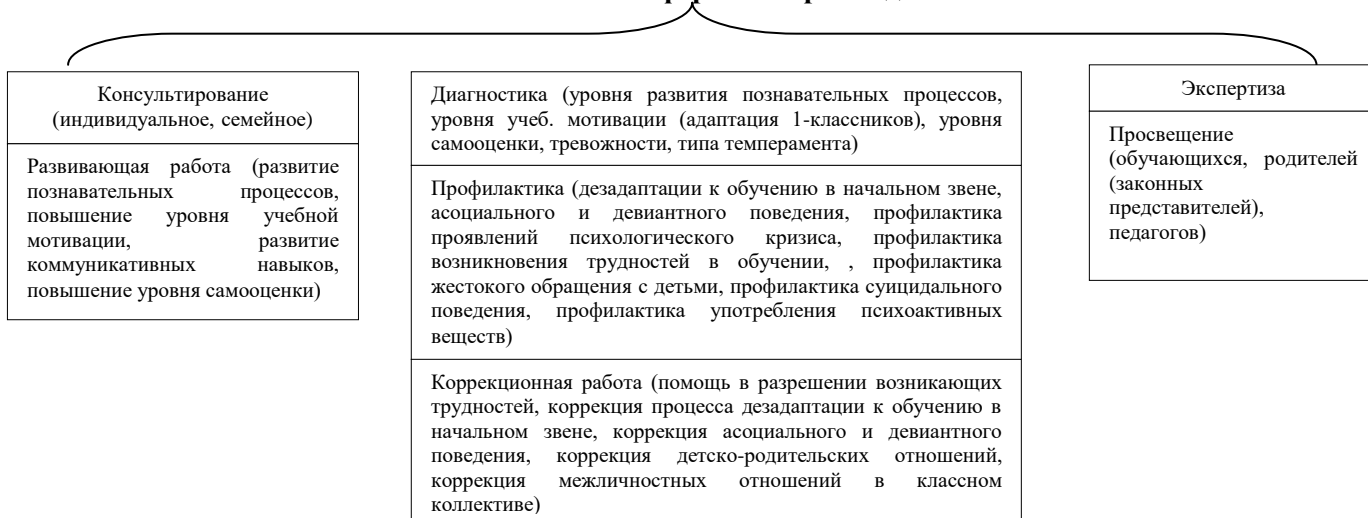 Консультирование
(индивидуальное, семейное)
Развивающая работа (развитие
познавательных процессов,
повышение уровня учебной
мотивации, развитие
коммуникативных навыков,
повышение уровня самооценки)
Диагностика (уровня развития познавательных процессов,
уровня учеб. мотивации (адаптация 1-классников), уровня
самооценки, тревожности, типа темперамента)
Профилактика (дезадаптации к обучению в начальном звене,
асоциального и девиантного поведения, профилактика
проявлений психологического кризиса, профилактика
возникновения трудностей в обучении, , профилактика
жестокого обращения с детьми, профилактика суицидального
поведения, профилактика употребления психоактивных
веществ)
Коррекционная работа (помощь в разрешении возникающих
трудностей, коррекция процесса дезадаптации к обучению в
начальном звене, коррекция асоциального и девиантного
поведения, коррекция детско-родительских отношений,
коррекция межличностных отношений в классном
коллективе)
Экспертиза
Просвещение
(обучающихся, родителей
(законных
представителей),
педагогов)